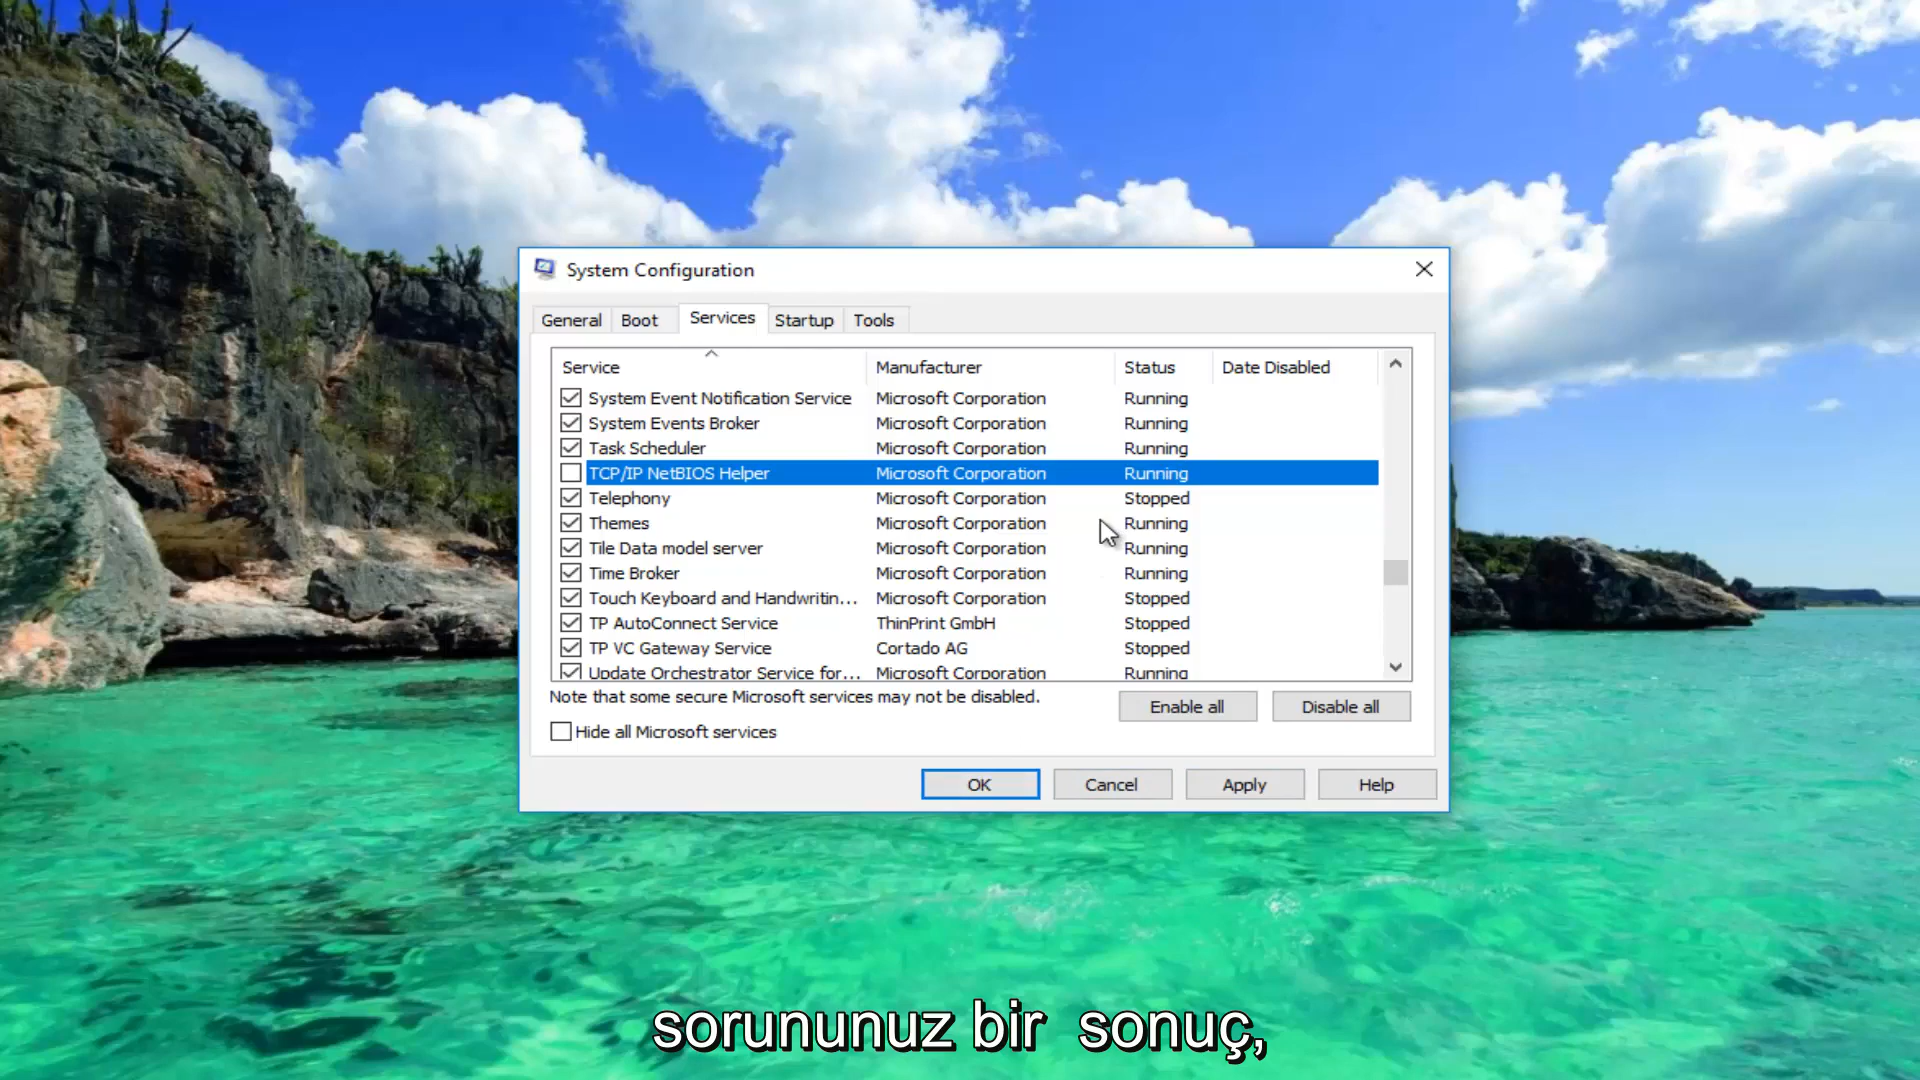 System Configuration
General Boot Services Startup Tools
Service Manufacturer Status Date Disabled
System Event Notification Service Microsoft Corporation Running
System Events Broker Microsoft Corporation Running
Task Scheduler Microsoft Corporation Running
TCP/IP NetBIOS Helper Microsoft Corporation Running
Telephony Microsoft Corporation Stopped
Themes Microsoft Corporation Running
Tile Data model server Microsoft Corporation Running
Time Broker Microsoft Corporation Running
Touch Keyboard and Handwritin... Microsoft Corporation Stopped
TP AutoConnect Service ThinPrint GmbH Stopped
TP VC Gateway Service Cortado AG Stopped
Update Orchestrator Service for... Microsoft Corporation Running
Note that some secure Microsoft services may not be disabled.
Enable all Disable all
Hide all Microsoft services
OK Cancel Apply Help
sorununuz bir sonuç,